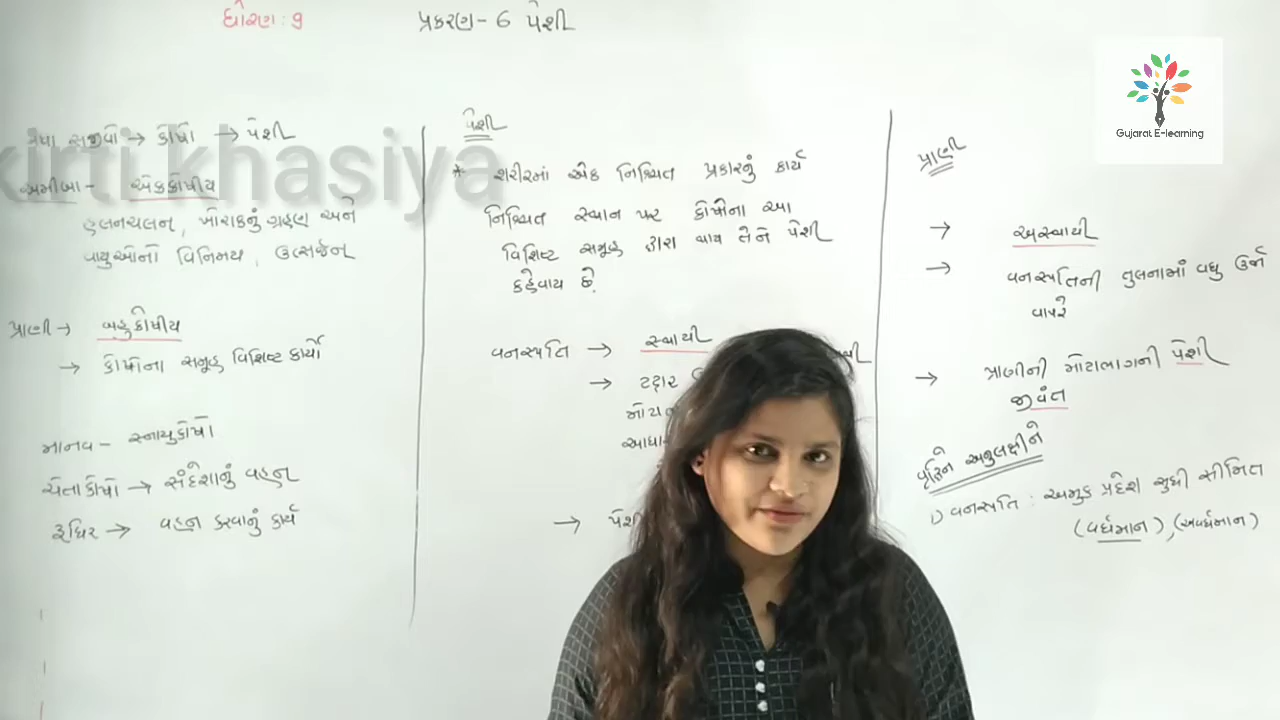 ધોરણ: 9
પ્રકરણ- 6 પેશી
Gujarat E-learning
kirti khasiya
બધા સજીવો → કોષો → પેશી
અમીબા - એકકોષીય
હલનચલન, ખોરાકનું ગ્રહણ અને
વાયુઓનો વિનિમય, ઉત્સર્જન
પ્રાણી → બહુકોષીય
→ કોષોના સમૂહ વિશિષ્ટ કાર્યો
માનવ - સ્નાયુકોષો
ચેતાકોષો → સંદેશાનું વહન
રૂધિર → વહન કરવાનું કાર્ય
પેશી
* શરીરમાં એક નિશ્ચિત પ્રકારનું કાર્ય
નિશ્ચિત સ્થાન પર કોષોના આ
વિશિષ્ટ સમૂહ દ્વારા થાય તેને પેશી
કહેવાય છે.
વનસ્પતિ → સ્થાયી
→ ટટ્ટાર
→ પેશી
પ્રાણી
→ અસ્થાયી
→ વનસ્પતિની તુલનામાં વધુ ઉર્જા
વાપરે
→ પ્રાણીની મોટાભાગની પેશી
જીવંત
વૃદ્ધિને અનુલક્ષીને
1) વનસ્પતિ : અમુક પ્રદેશ સુધી સીમિત
(વર્ધમાન), (અવર્ધમાન)